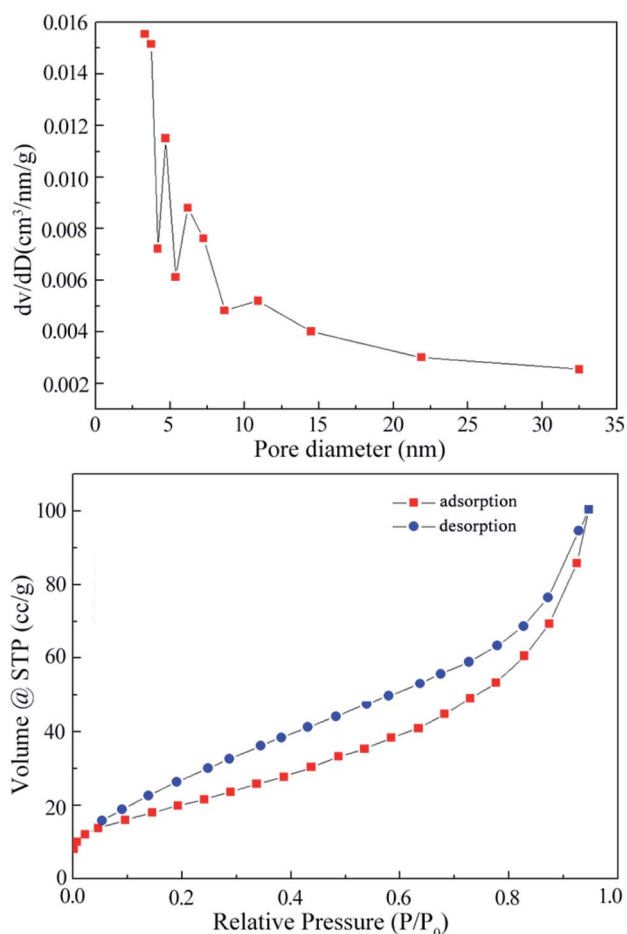 0.016
0.014
0.012
0.010
0.008
0.006
0.004
0.002
dv/dD(cm³/nm/g)
0 5 10 15 20 25 30 35
Pore diameter (nm)
100
80
60
40
20
0
Volume @ STP (cc/g)
adsorption
desorption
0.0 0.2 0.4 0.6 0.8 1.0
Relative Pressure (P/P₀)